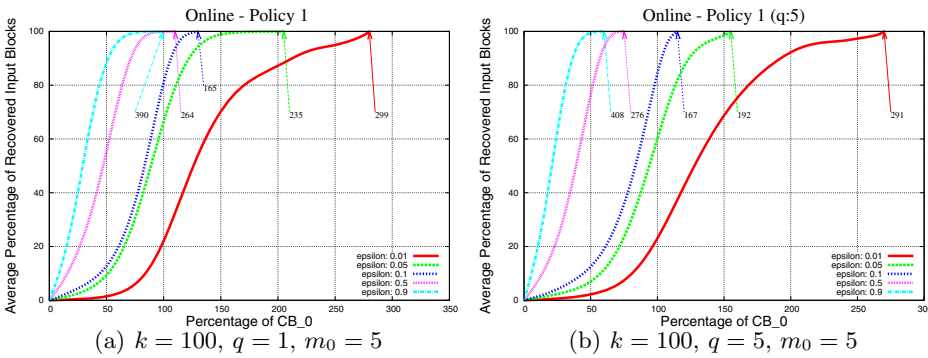 Online - Policy 1
Average Percentage of Recovered Input Blocks
100
80
60
40
20
0
0 50 100 150 200 250 300 350
390
264
165
235
299
epsilon: 0.01
epsilon: 0.05
epsilon: 0.1
epsilon: 0.5
epsilon: 0.9
Percentage of CB_0
(a) k = 100, q = 1, m0 = 5
Online - Policy 1 (q:5)
Average Percentage of Recovered Input Blocks
100
80
60
40
20
0
0 50 100 150 200 250 30
408
276
167
192
291
epsilon: 0.01
epsilon: 0.05
epsilon: 0.1
epsilon: 0.5
epsilon: 0.9
Percentage of CB_0
(b) k = 100, q = 5, m0 = 5